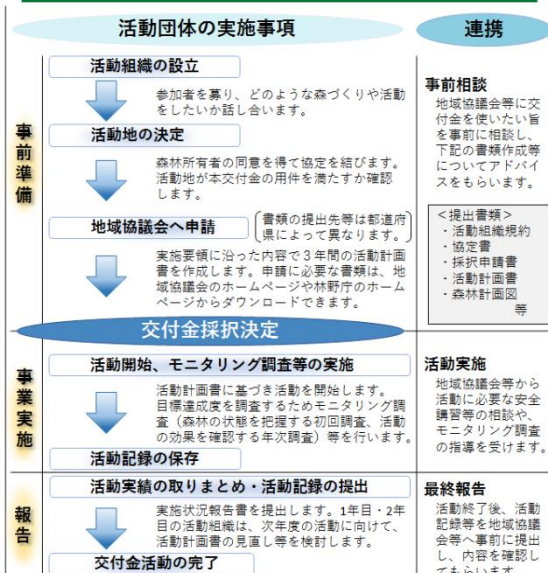 活動団体の実施事項
連携
事前準備
活動組織の設立
参加者を募り、どのような森づくりや活動
をしたいか話し合います。
活動地の決定
森林所有者の同意を得て協定を結びます。
活動地が本交付金の用件を満たすか確認
します。
地域協議会へ申請
書類の提出先等は都道府
県によって異なります。
実施要領に沿った内容で3年間の活動計画
書を作成します。申請に必要な書類は、地
域協議会のホームページや林野庁のホーム
ページからダウンロードできます。
事前相談
地域協議会等に交
付金を使いたい旨
を事前に相談し、
下記の書類作成等
についてアドバイ
スをもらいます。
<提出書類>
・活動組織規約
・協定書
・採択申請書
・活動計画書
・森林計画図
等
交付金採択決定
事業実施
活動開始、モニタリング調査等の実施
活動計画書に基づき活動を開始します。
目標達成度を調査するためモニタリング調
査（森林の状態を把握する初回調査、活動
の効果を確認する年次調査）等を行います。
活動記録の保存
活動実施
地域協議会等から
活動に必要な安全
講習等の相談や、
モニタリング調査
の指導を受けます。
報告
活動実績の取りまとめ・活動記録の提出
実施状況報告書を提出します。1年目・2年
目の活動組織は、次年度の活動に向けて、
活動計画書の見直し等を検討します。
交付金活動の完了
最終報告
活動終了後、活動
記録等を地域協議
会等へ事前に提出
し、内容を確認し
てもらいます